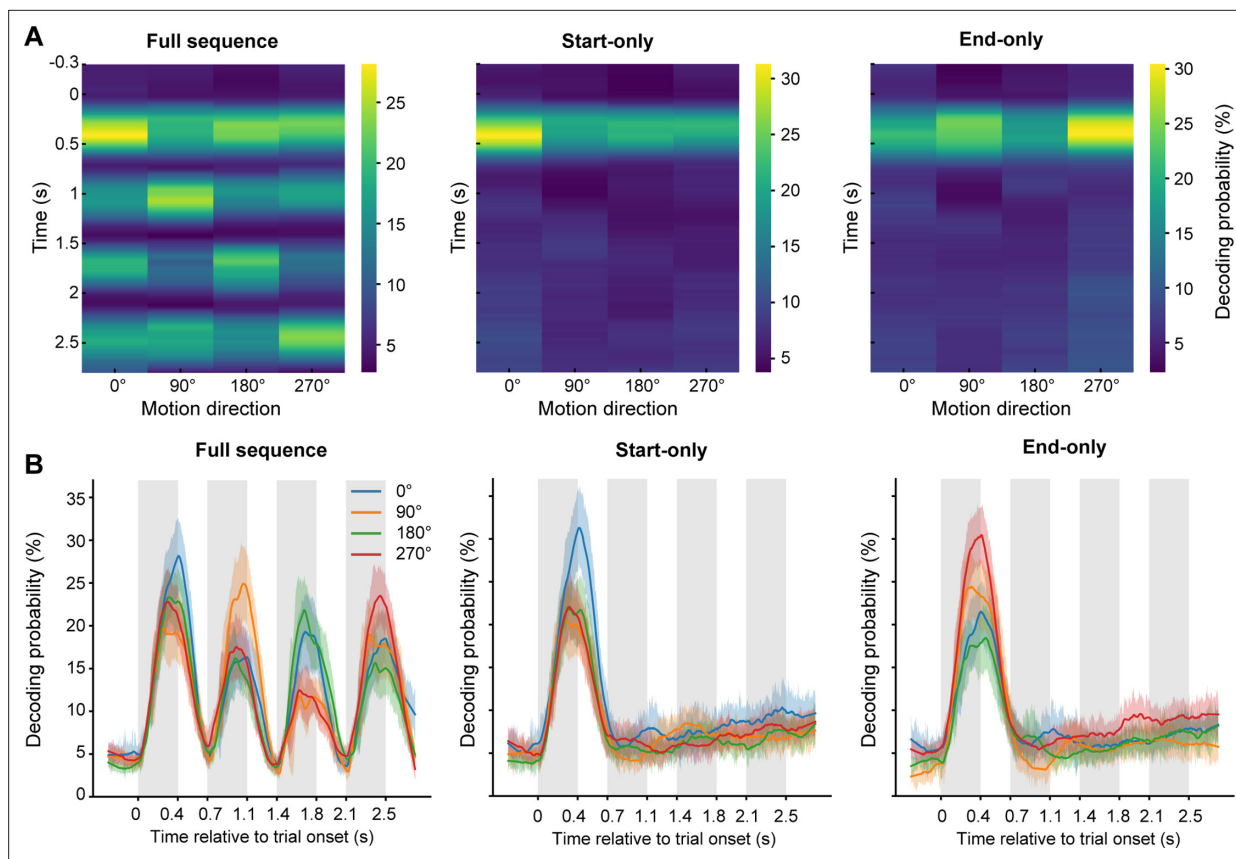 A
Full sequence
Start-only
End-only
-0.3
0
0.5
1
1.5
2
2.5
Time (s)
0°
90°
180°
270°
Motion direction
25
20
15
10
5
Time (s)
0°
90°
180°
270°
Motion direction
30
25
20
15
10
5
Time (s)
0°
90°
180°
270°
Motion direction
30
25
20
15
10
5
Decoding probability (%)
B
Full sequence
Start-only
End-only
35
30
25
20
15
10
5
0
Decoding probability (%)
0°
90°
180°
270°
0 0.4 0.7 1.1 1.4 1.8 2.1 2.5
Time relative to trial onset (s)
Decoding probability (%)
0 0.4 0.7 1.1 1.4 1.8 2.1 2.5
Time relative to trial onset (s)
Decoding probability (%)
0 0.4 0.7 1.1 1.4 1.8 2.1 2.5
Time relative to trial onset (s)